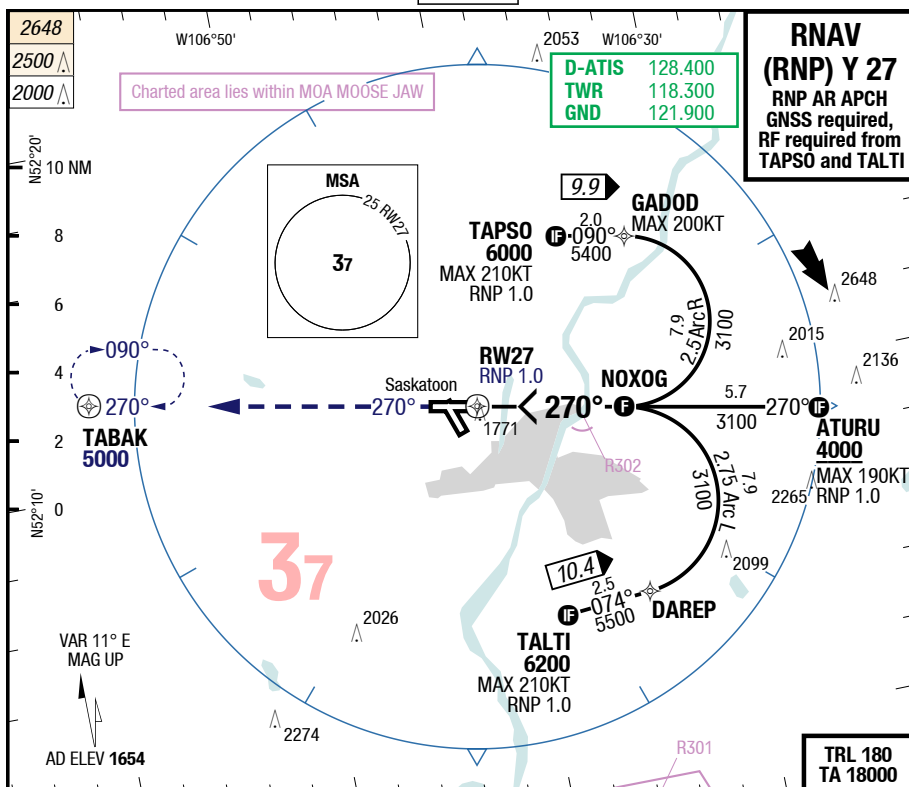 2648
2500
2000
W106°50'
2053
W106°30'
RNAV
(RNP) Y 27
RNP AR APCH
GNSS required,
RF required from
TAPSO and TALTI
Charted area lies within MOA MOOSE JAW
D-ATIS 128.400
TWR 118.300
GND 121.900
N52°20'
10 NM
8
6
4
2
0
N52°10'
MSA
25 RW27
37
9.9
GADOD
MAX 200KT
TAPSO
6000
MAX 210KT
RNP 1.0
2.0
090°
5400
2648
2015
2136
7.9
2.5 Arc R
3100
RW27
RNP 1.0
NOXOG
F
090°
270°
TABAK
5000
Saskatoon
270°
1771
270°
5.7
3100
270°
IF
ATURU
4000
MAX 190KT
RNP 1.0
R302
2265
7.9
2.75 Arc L
3100
2099
37
10.4
2.5
074°
5500
DAREP
IF
IF
TALTI
6200
MAX 210KT
RNP 1.0
2026
2274
VAR 11° E
MAG UP
AD ELEV 1654
R301
TRL 180
TA 18000